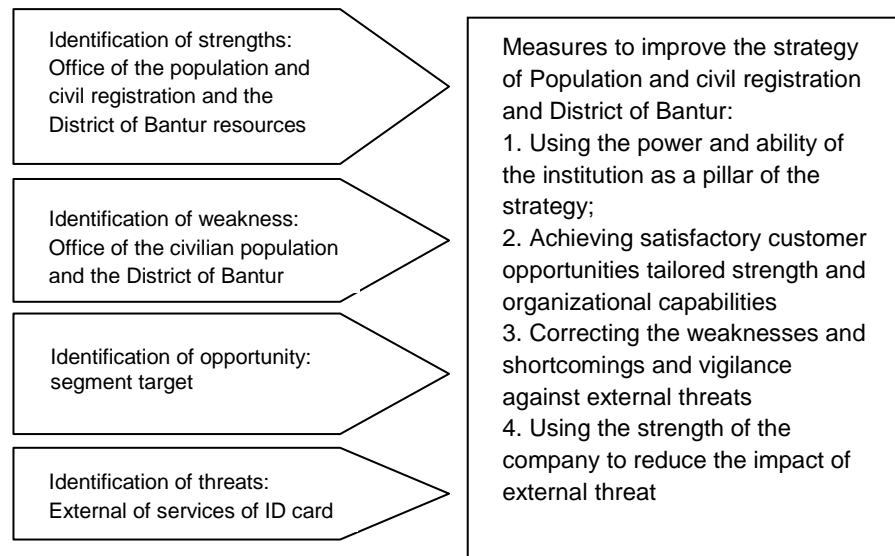 Identification of strengths:
Office of the population and
civil registration and the
District of Bantur resources
Identification of weakness:
Office of the civilian population
and the District of Bantur
Identification of opportunity:
segment target
Identification of threats:
External of services of ID card
Measures to improve the strategy
of Population and civil registration
and District of Bantur:
1. Using the power and ability of
the institution as a pillar of the
strategy;
2. Achieving satisfactory customer
opportunities tailored strength and
organizational capabilities
3. Correcting the weaknesses and
shortcomings and vigilance
against external threats
4. Using the strength of the
company to reduce the impact of
external threat